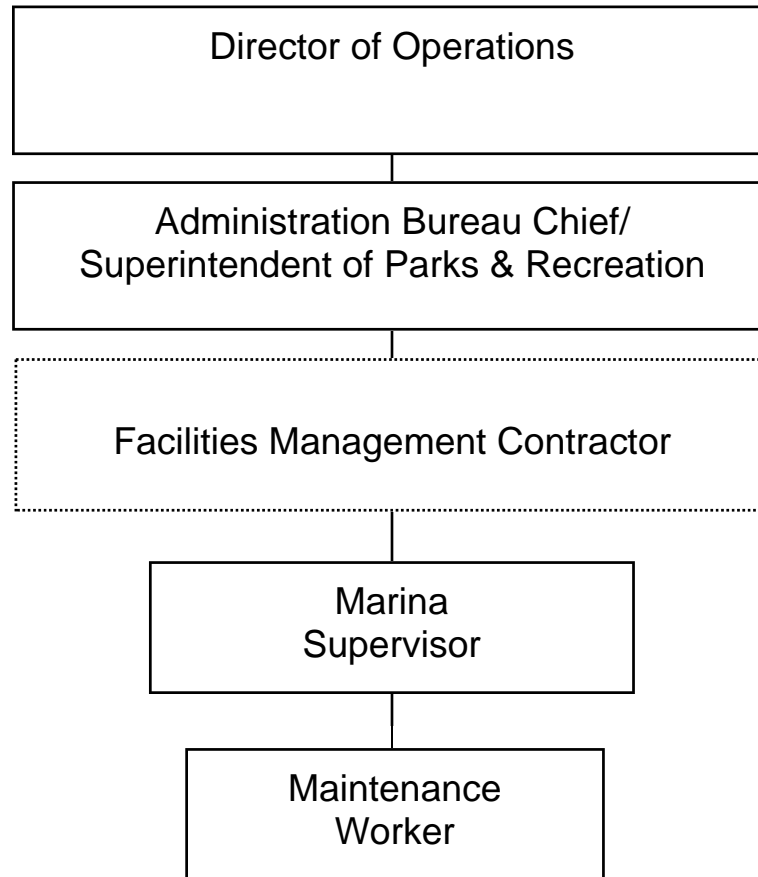 Director of Operations
Administration Bureau Chief/
Superintendent of Parks & Recreation
Facilities Management Contractor
Marina
Supervisor
Maintenance
Worker